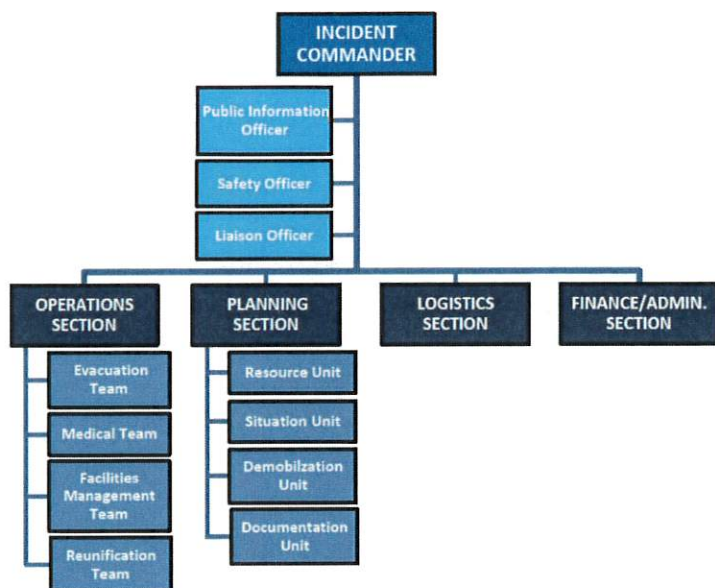 INCIDENT
COMMANDER
Public Information
Officer
Safety Officer
Liaison Officer
OPERATIONS
SECTION
PLANNING
SECTION
LOGISTICS
SECTION
FINANCE/ADMIN.
SECTION
Evacuation
Team
Medical Team
Facilities
Management
Team
Reunification
Team
Resource Unit
Situation Unit
Demobilzation
Unit
Documentation
Unit